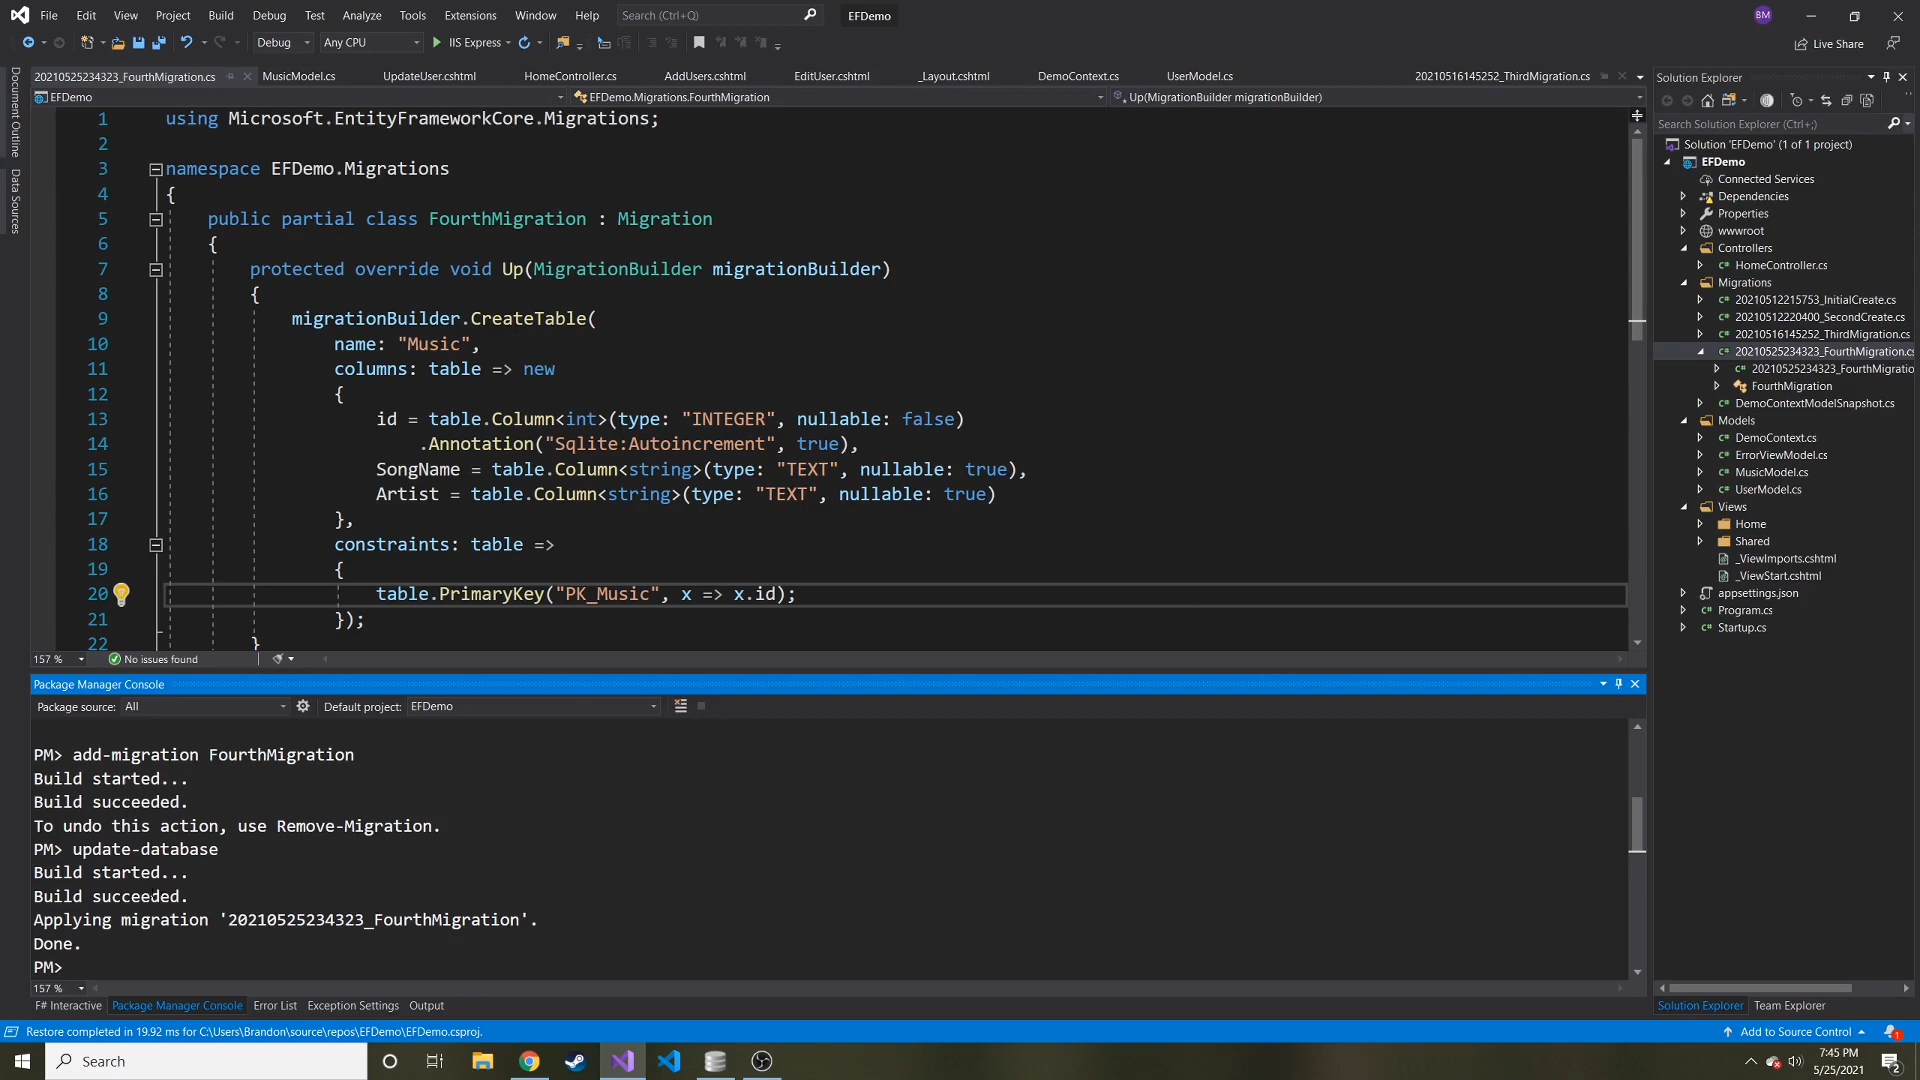 File Edit View Project Build Debug Test Analyze Tools Extensions Window Help Search (Ctrl+Q) EFDemo BM
Debug Any CPU IIS Express Live Share
20210525234323_FourthMigration.cs MusicModel.cs UpdateUser.cshtml HomeController.cs AddUsers.cshtml EditUser.cshtml _Layout.cshtml DemoContext.cs UserModel.cs 20210516145252_ThirdMigration.cs
EFDemo EFDemo.Migrations.FourthMigration Up(MigrationBuilder migrationBuilder)
Document Outline
Data Sources
1 using Microsoft.EntityFrameworkCore.Migrations;
2
3 namespace EFDemo.Migrations
4 {
5 public partial class FourthMigration : Migration
6 {
7 protected override void Up(MigrationBuilder migrationBuilder)
8 {
9 migrationBuilder.CreateTable(
10 name: "Music",
11 columns: table => new
12 {
13 id = table.Column<int>(type: "INTEGER", nullable: false)
14 .Annotation("Sqlite:Autoincrement", true),
15 SongName = table.Column<string>(type: "TEXT", nullable: true),
16 Artist = table.Column<string>(type: "TEXT", nullable: true)
17 },
18 constraints: table =>
19 {
20 table.PrimaryKey("PK_Music", x => x.id);
21 });
22 }
157 % No issues found
Package Manager Console
Package source: All Default project: EFDemo
PM> add-migration FourthMigration
Build started...
Build succeeded.
To undo this action, use Remove-Migration.
PM> update-database
Build started...
Build succeeded.
Applying migration '20210525234323_FourthMigration'.
Done.
PM>
157 %
F# Interactive Package Manager Console Error List Exception Settings Output
Solution Explorer
Search Solution Explorer (Ctrl+;)
Solution 'EFDemo' (1 of 1 project)
EFDemo
Connected Services
Dependencies
Properties
wwwroot
Controllers
C# HomeController.cs
Migrations
C# 20210512215753_InitialCreate.cs
C# 20210512220400_SecondCreate.cs
C# 20210516145252_ThirdMigration.cs
C# 20210525234323_FourthMigration.cs
C# 20210525234323_FourthMigratio
FourthMigration
C# DemoContextModelSnapshot.cs
Models
C# DemoContext.cs
C# ErrorViewModel.cs
C# MusicModel.cs
C# UserModel.cs
Views
Home
Shared
_ViewImports.cshtml
_ViewStart.cshtml
appsettings.json
C# Program.cs
C# Startup.cs
Solution Explorer Team Explorer
Restore completed in 19.92 ms for C:\Users\Brandon\source\repos\EFDemo\EFDemo.csproj. Add to Source Control 1
Search 7:45 PM
5/25/2021 2